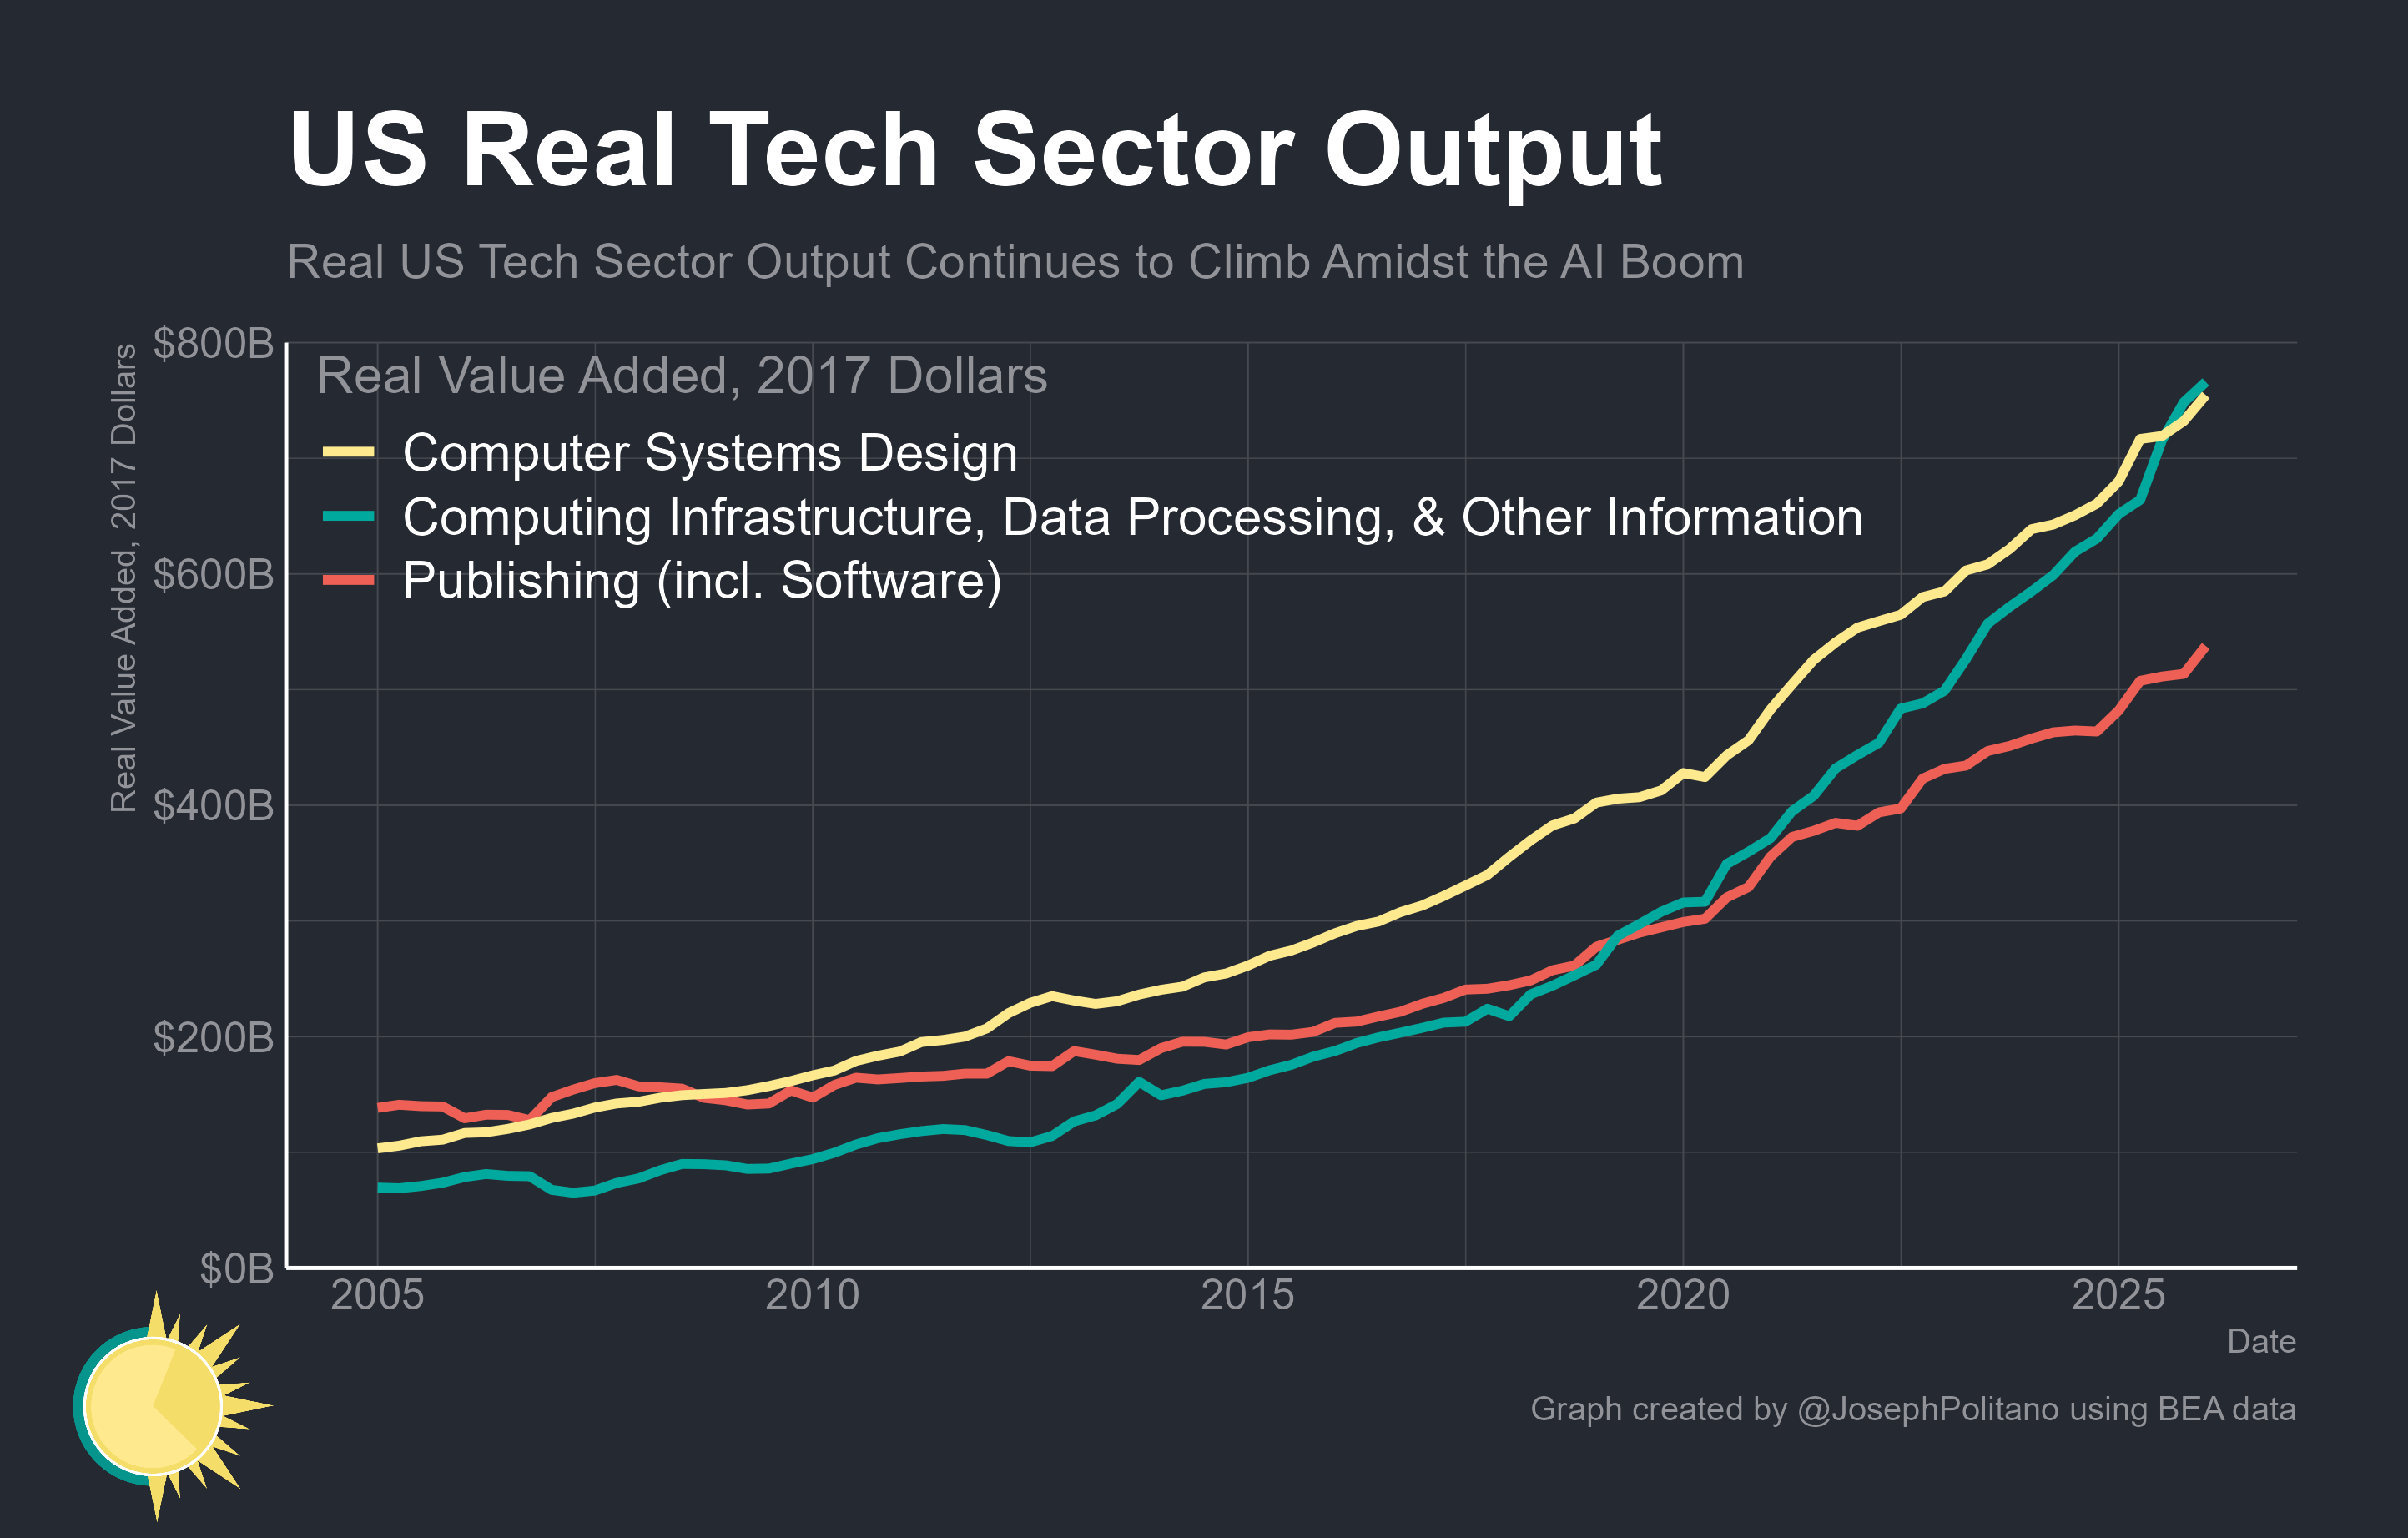 US Real Tech Sector Output
Real US Tech Sector Output Continues to Climb Amidst the AI Boom
Real Value Added, 2017 Dollars
$800B
$600B
$400B
$200B
$0B
Real Value Added, 2017 Dollars
Computer Systems Design
Computing Infrastructure, Data Processing, & Other Information
Publishing (incl. Software)
2005 2010 2015 2020 2025
Date
Graph created by @JosephPolitano using BEA data